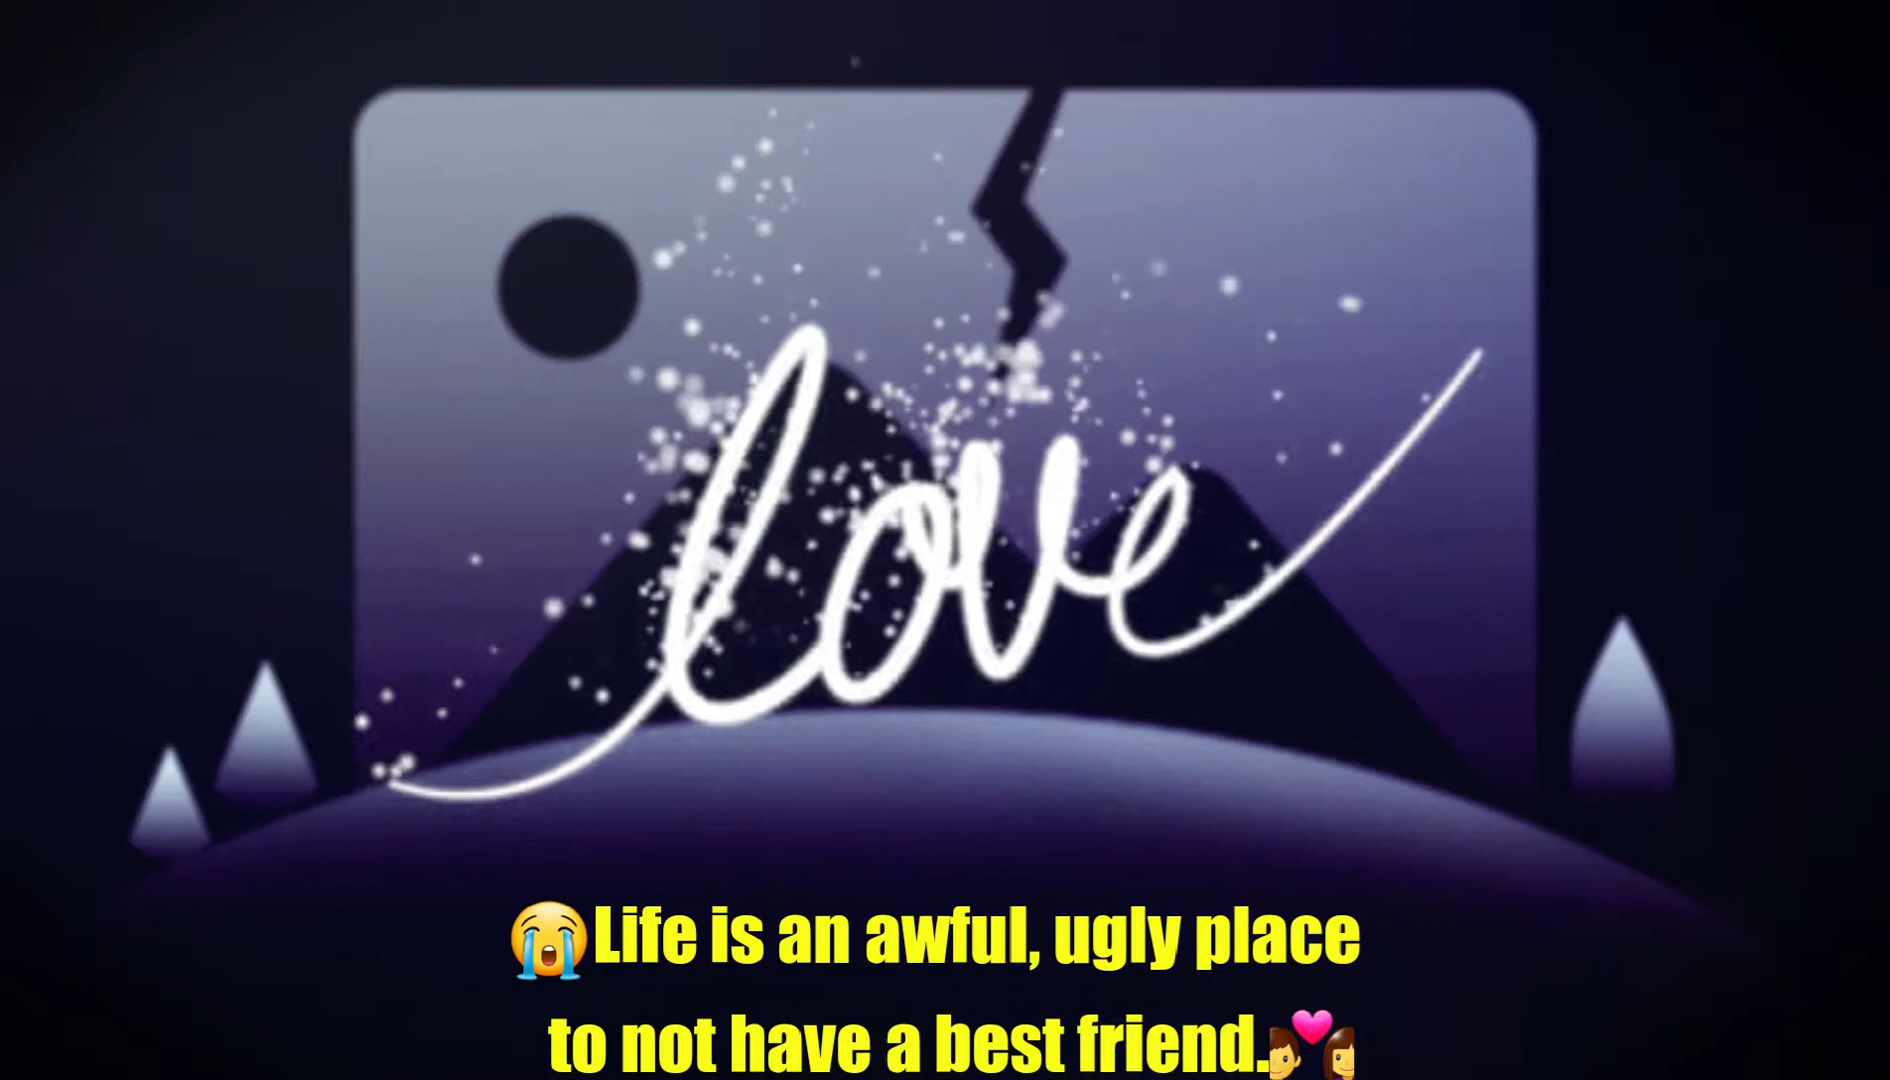 love
😭Life is an awful, ugly place
to not have a best friend.💑